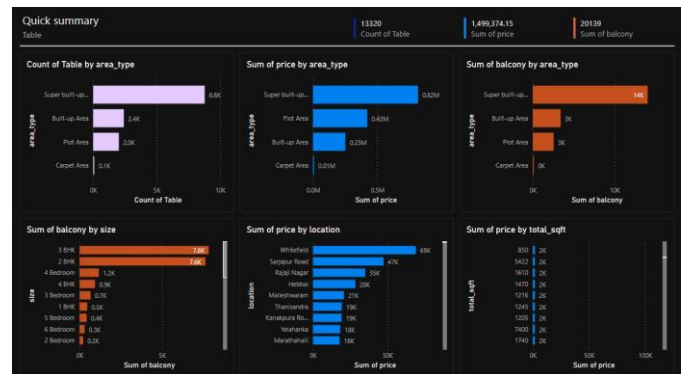 Quick summary
Table
13320
Count of Table
1,499,374.15
Sum of price
20139
Sum of balcony
Count of Table by area_type
area_type
Super built-up...
8.8K
Built-up Area
2.4K
Plot Area
2.0K
Carpet Area
0.1K
0K
5K
10K
Count of Table
Sum of price by area_type
area_type
Super built-up...
0.82M
Plot Area
0.42M
Built-up Area
0.25M
Carpet Area
0.01M
0.0M
0.5M
Sum of price
Sum of balcony by area_type
area_type
Super built-up...
14K
Built-up Area
3K
Plot Area
3K
Carpet Area
0K
0K
10K
Sum of balcony
Sum of balcony by size
size
3 BHK
7.8K
2 BHK
7.6K
4 Bedroom
1.2K
4 BHK
0.9K
3 Bedroom
0.7K
1 BHK
0.5K
5 Bedroom
0.4K
6 Bedroom
0.3K
2 Bedroom
0.2K
0K
5K
Sum of balcony
Sum of price by location
location
Whitefield
69K
Sarjapur Road
47K
Rajaji Nagar
35K
Hebbal
28K
Malleshwaram
21K
Thanisandra
19K
Kanakpura Ro...
19K
Yelahanka
18K
Marathahalli
18K
0K
50K
Sum of price
Sum of price by total_sqft
total_sqft
850
2K
5422
2K
1610
2K
1470
2K
1216
2K
1245
2K
1205
2K
7400
2K
1740
2K
0K
50K
100K
Sum of price